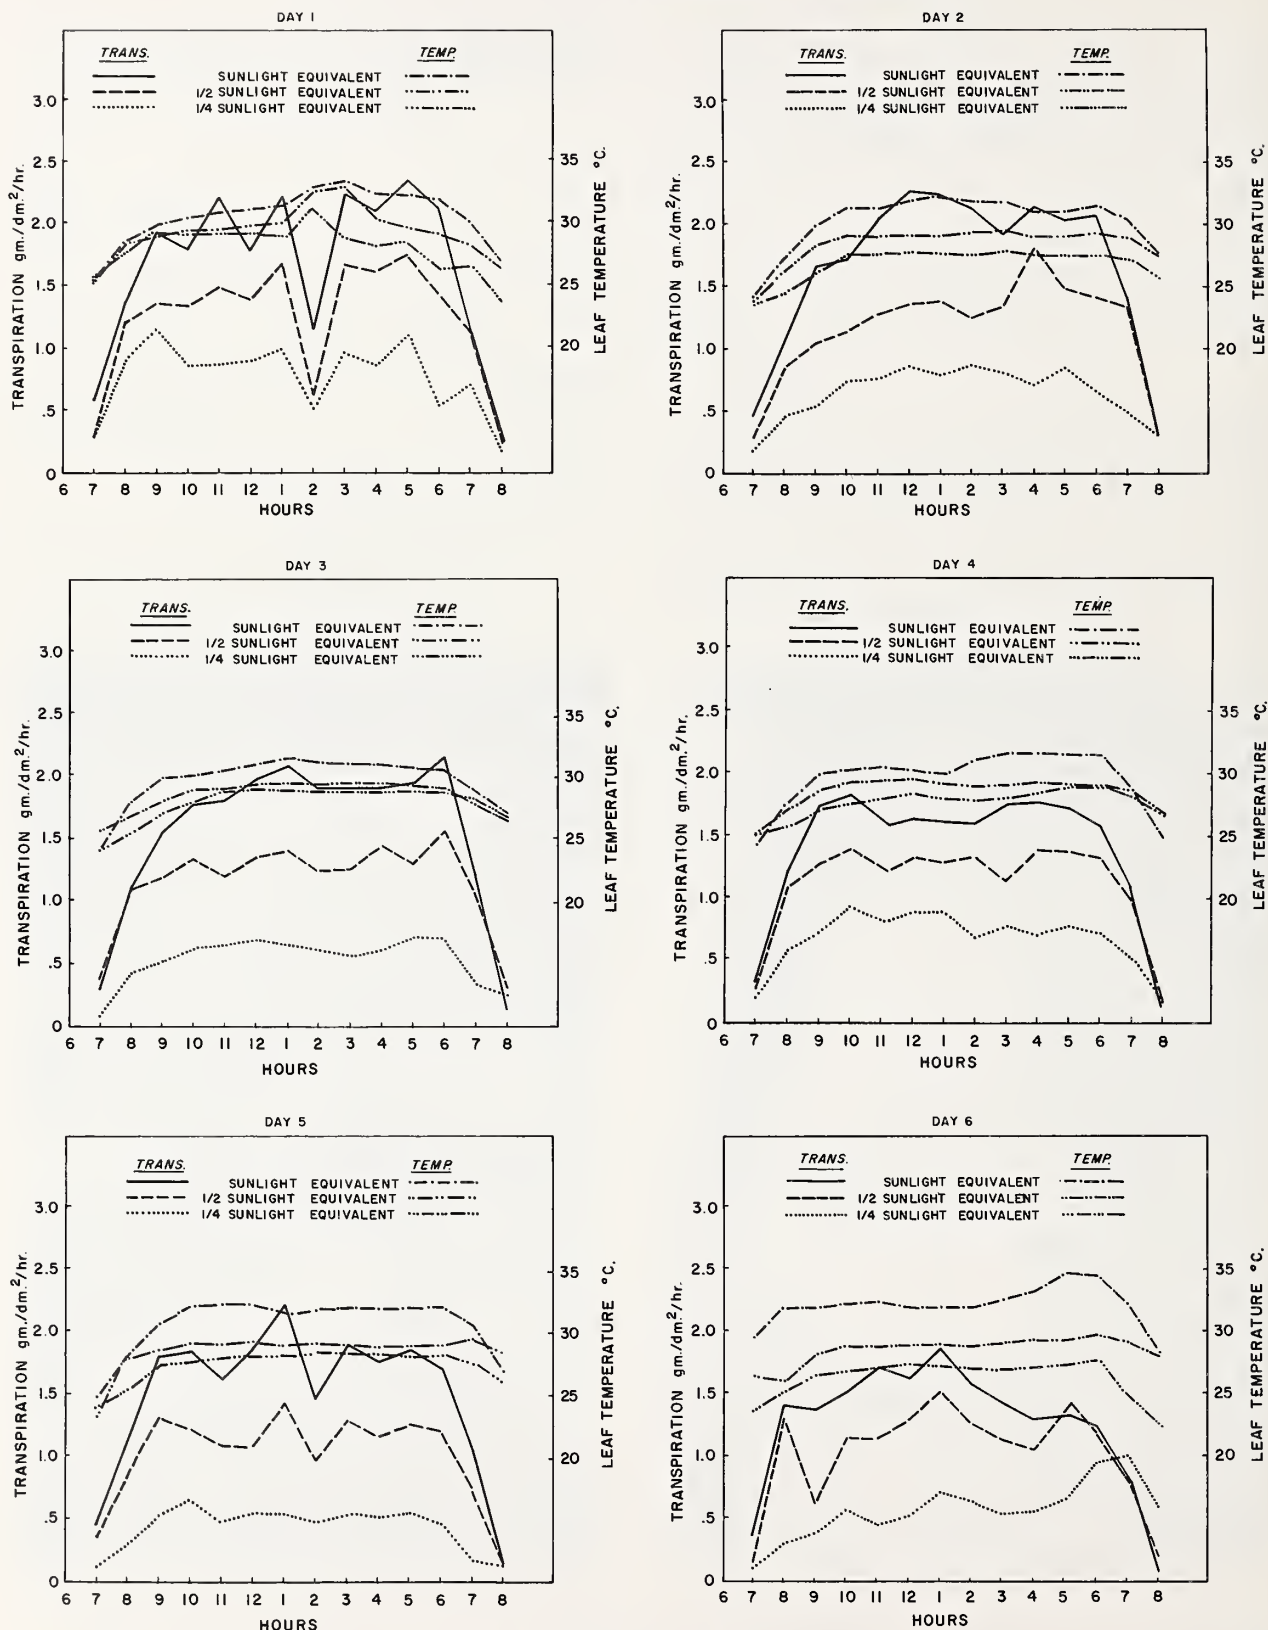 DAY 1
TRANS. TEMP.
SUNLIGHT EQUIVALENT
1/2 SUNLIGHT EQUIVALENT
1/4 SUNLIGHT EQUIVALENT
TRANSPIRATION gm./dm.²/hr.
3.0
2.5
2.0
1.5
1.0
.5
0
35
30
25
20
LEAF TEMPERATURE °C.
6 7 8 9 10 11 12 1 2 3 4 5 6 7 8
HOURS
DAY 2
TRANS. TEMP.
SUNLIGHT EQUIVALENT
1/2 SUNLIGHT EQUIVALENT
1/4 SUNLIGHT EQUIVALENT
TRANSPIRATION gm./dm.²/hr.
3.0
2.5
2.0
1.5
1.0
.5
0
35
30
25
20
LEAF TEMPERATURE °C.
6 7 8 9 10 11 12 1 2 3 4 5 6 7 8
HOURS
DAY 3
TRANS. TEMP.
SUNLIGHT EQUIVALENT
1/2 SUNLIGHT EQUIVALENT
1/4 SUNLIGHT EQUIVALENT
TRANSPIRATION gm./dm.²/hr.
3.0
2.5
2.0
1.5
1.0
.5
0
35
30
25
20
LEAF TEMPERATURE °C.
6 7 8 9 10 11 12 1 2 3 4 5 6 7 8
HOURS
DAY 4
TRANS. TEMP.
SUNLIGHT EQUIVALENT
1/2 SUNLIGHT EQUIVALENT
1/4 SUNLIGHT EQUIVALENT
TRANSPIRATION gm./dm.²/hr.
3.0
2.5
2.0
1.5
1.0
.5
0
35
30
25
20
LEAF TEMPERATURE °C.
6 7 8 9 10 11 12 1 2 3 4 5 6 7 8
HOURS
DAY 5
TRANS. TEMP.
SUNLIGHT EQUIVALENT
1/2 SUNLIGHT EQUIVALENT
1/4 SUNLIGHT EQUIVALENT
TRANSPIRATION gm./dm.²/hr.
3.0
2.5
2.0
1.5
1.0
.5
0
35
30
25
20
LEAF TEMPERATURE °C.
6 7 8 9 10 11 12 1 2 3 4 5 6 7 8
HOURS
DAY 6
TRANS. TEMP.
SUNLIGHT EQUIVALENT
1/2 SUNLIGHT EQUIVALENT
1/4 SUNLIGHT EQUIVALENT
TRANSPIRATION gm./dm.²/hr.
3.0
2.5
2.0
1.5
1.0
.5
0
35
30
25
20
LEAF TEMPERATURE °C.
6 7 8 9 10 11 12 1 2 3 4 5 6 7 8
HOURS